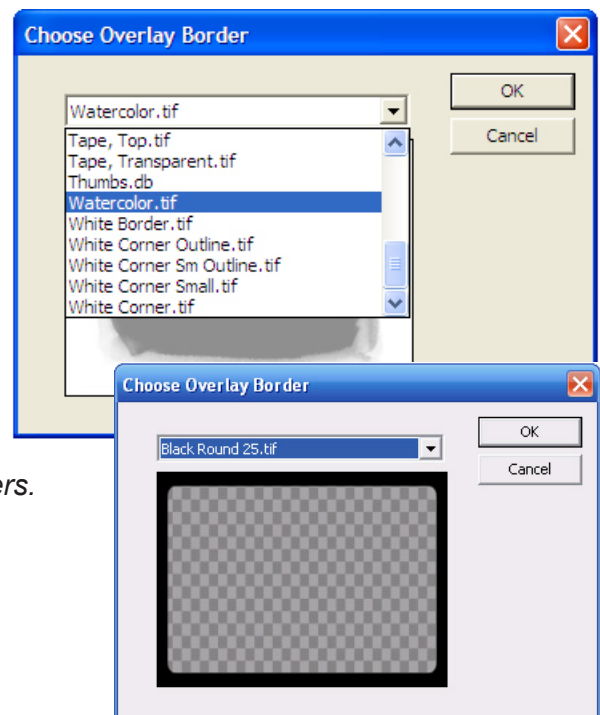 Choose Overlay Border
OK
Watercolor.tif
Cancel
Tape, Top.tif
Tape, Transparent.tif
Thumbs.db
Watercolor.tif
White Border.tif
White Corner Outline.tif
White Corner Sm Outline.tif
White Corner Small.tif
White Corner.tif
Choose Overlay Border
OK
Black Round 25.tif
Cancel
ers.